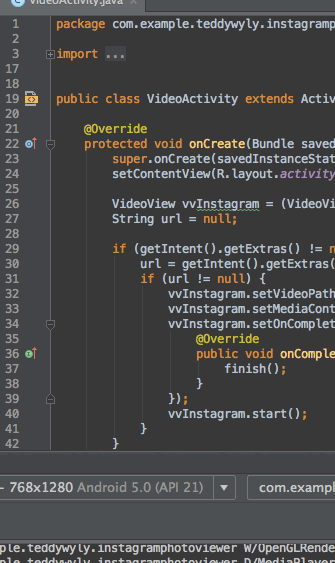 VideoActivity.java ×
1 package com.example.teddywyly.instagramp
2
3 import ...
17
18
19 public class VideoActivity extends Activ
20
21 @Override
22 protected void onCreate(Bundle saved
23 super.onCreate(savedInstanceStat
24 setContentView(R.layout.activity
25
26 VideoView vvInstagram = (VideoVi
27 String url = null;
28
29 if (getIntent().getExtras() != n
30 url = getIntent().getExtras(
31 if (url != null) {
32 vvInstagram.setVideoPath
33 vvInstagram.setMediaCont
34 vvInstagram.setOnComplet
35 @Override
36 public void onComple
37 finish();
38 }
39 });
40 vvInstagram.start();
41 }
42 }
- 768x1280 Android 5.0 (API 21) com.example
ple.teddywyly.instagramphotoviewer W/OpenGLRende
ple.teddywyly.instagramphotoviewer D/MediaPlayer